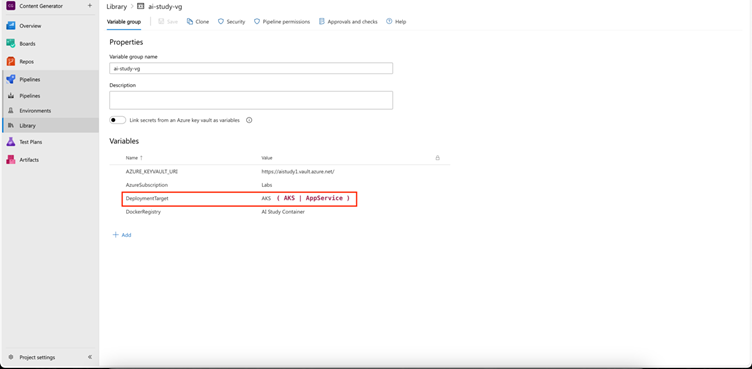 CG Content Generator +
Overview
Boards
Repos
Pipelines
Pipelines
Environments
Library
Test Plans
Artifacts
Project settings «
Library > ai-study-vg
Variable group Save Clone Security Pipeline permissions Approvals and checks Help
Properties
Variable group name
ai-study-vg
Description
Link secrets from an Azure key vault as variables
Variables
Name ↑ Value
AZURE_KEYVAULT_URI https://aistudy1.vault.azure.net/
AzureSubscription Labs
DeploymentTarget AKS ( AKS | AppService )
DockerRegistry AI Study Container
+ Add